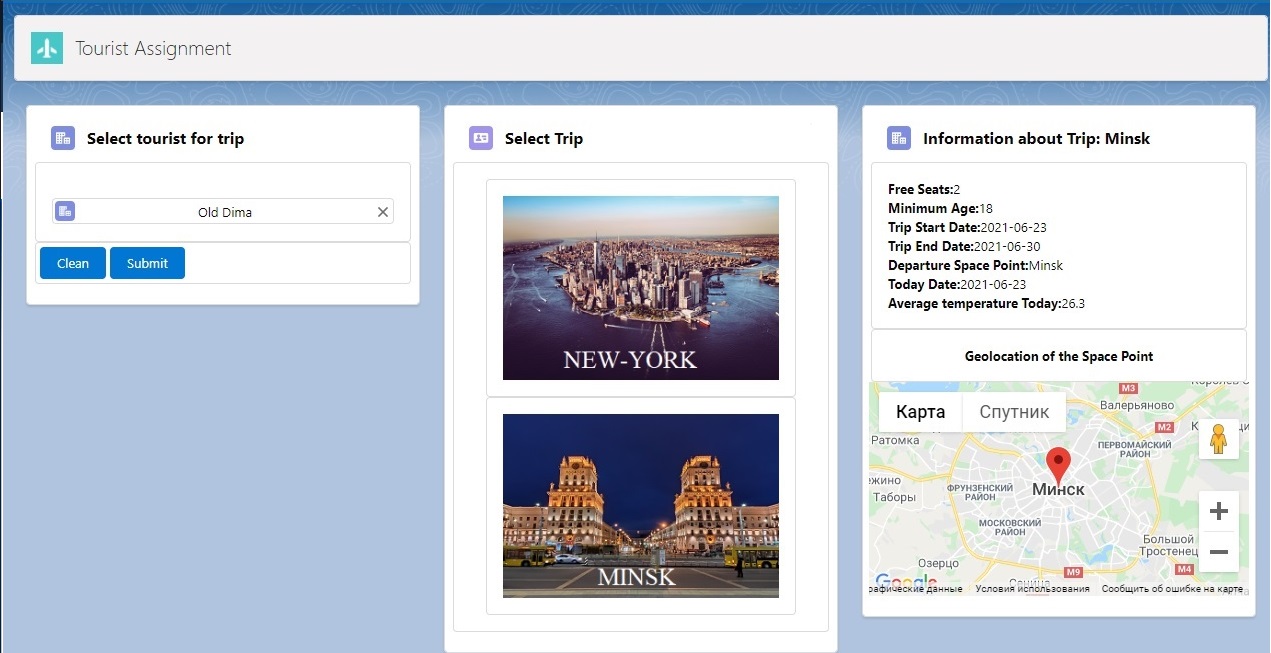 Tourist Assignment
Select tourist for trip
Old Dima
Clean
Submit
Select Trip
NEW-YORK
MINSK
Information about Trip: Minsk
Free Seats:2
Minimum Age:18
Trip Start Date:2021-06-23
Trip End Date:2021-06-30
Departure Space Point:Minsk
Today Date:2021-06-23
Average temperature Today:26.3
Geolocation of the Space Point
Карта
Спутник
M3
Валерьяново
M2
Ратомка
ПЕРВОМАЙСКИЙ
РАЙОН
Минск
Таборы
ФРУНЗЕНСКИЙ
РАЙОН
МОСКОВСКИЙ
РАЙОН
Большой
Тростенец
Озерцо
M9
M4
Google
Условия использования
Сообщить об ошибке на карте